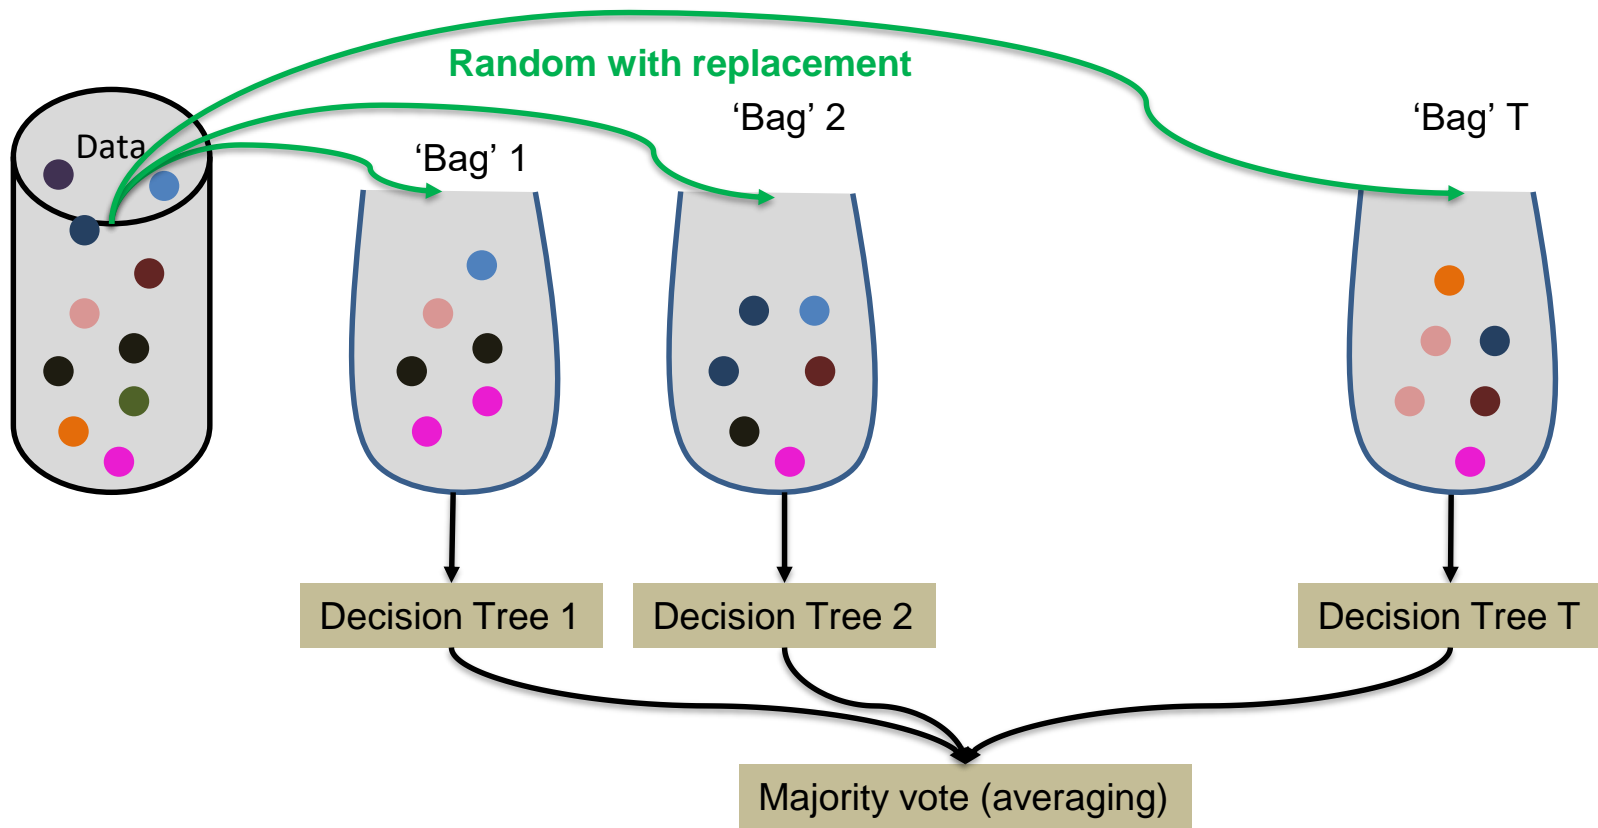 Random with replacement
Data
‘Bag’ 1
‘Bag’ 2
‘Bag’ T
Decision Tree 1
Decision Tree 2
Decision Tree T
Majority vote (averaging)